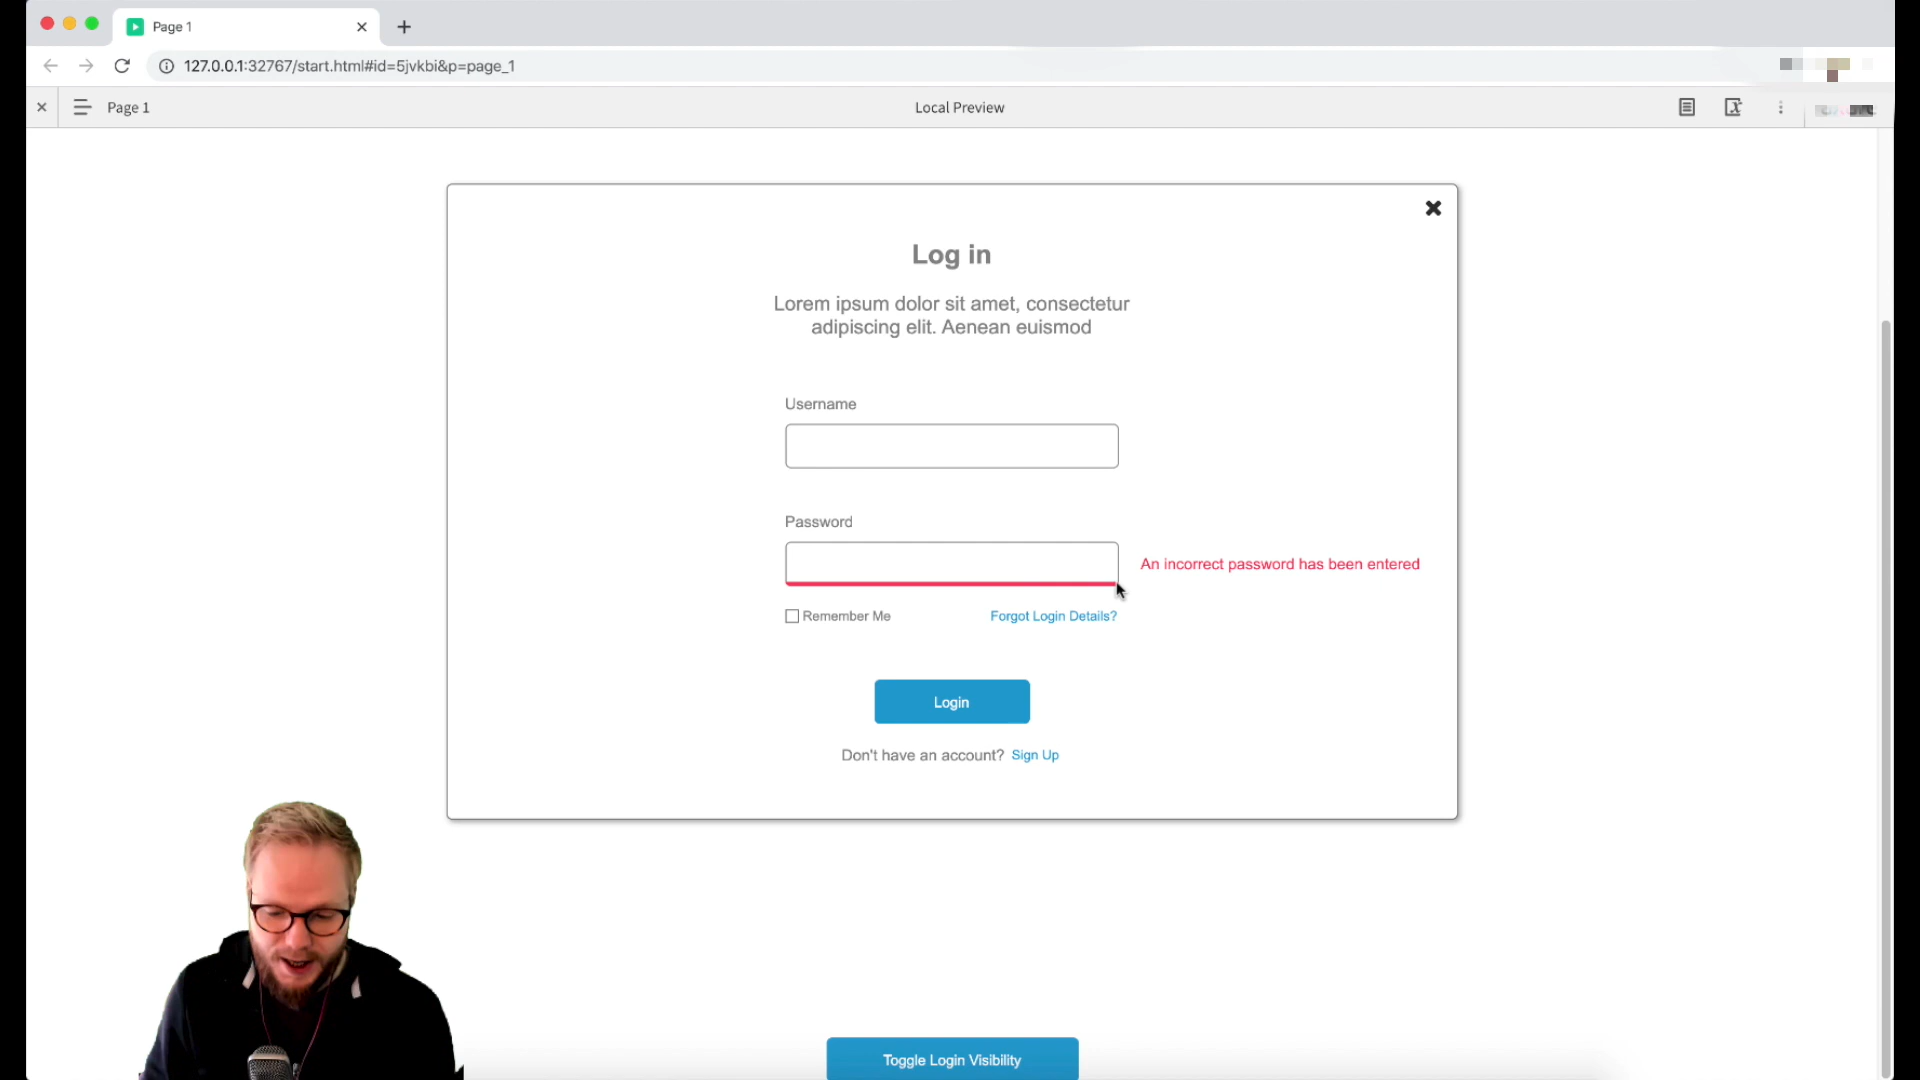 Page 1
127.0.0.1:32767/start.html#id=5jvkbi&p=page_1
Page 1
Local Preview
Log in
Lorem ipsum dolor sit amet, consectetur
adipiscing elit. Aenean euismod
Username
Password
An incorrect password has been entered
Remember Me
Forgot Login Details?
Login
Don't have an account? Sign Up
Toggle Login Visibility